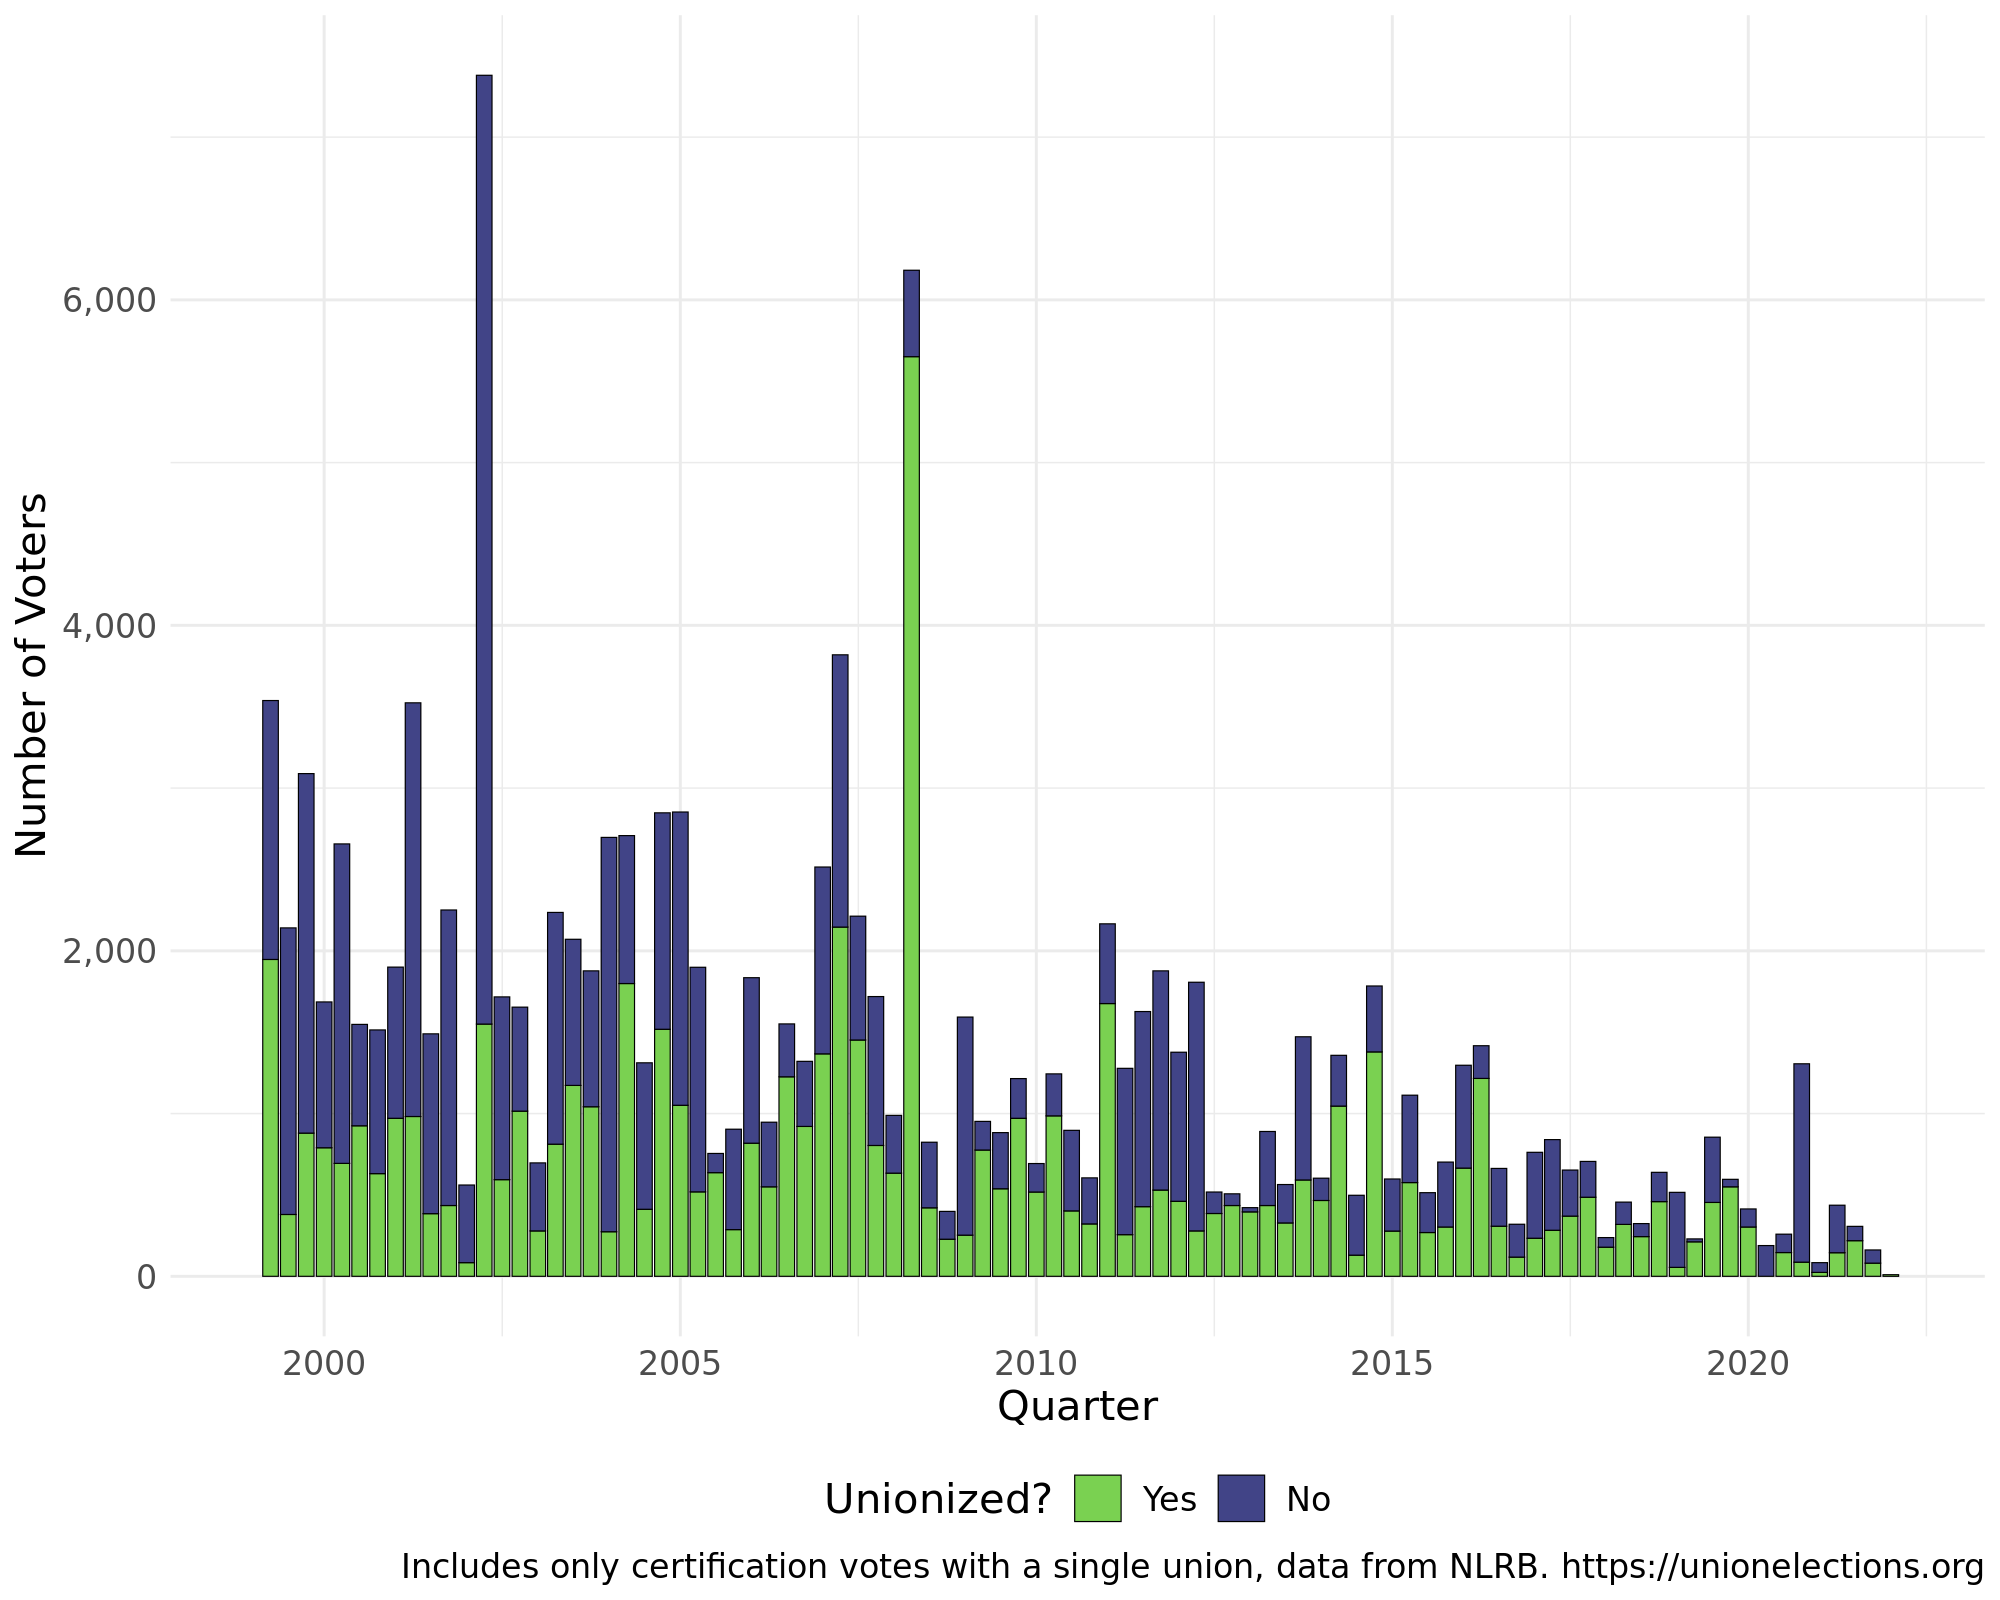 Number of Voters
6,000
4,000
2,000
0
2000 2005 2010 2015 2020
Quarter
Unionized? Yes No
Includes only certification votes with a single union, data from NLRB. https://unionelections.org